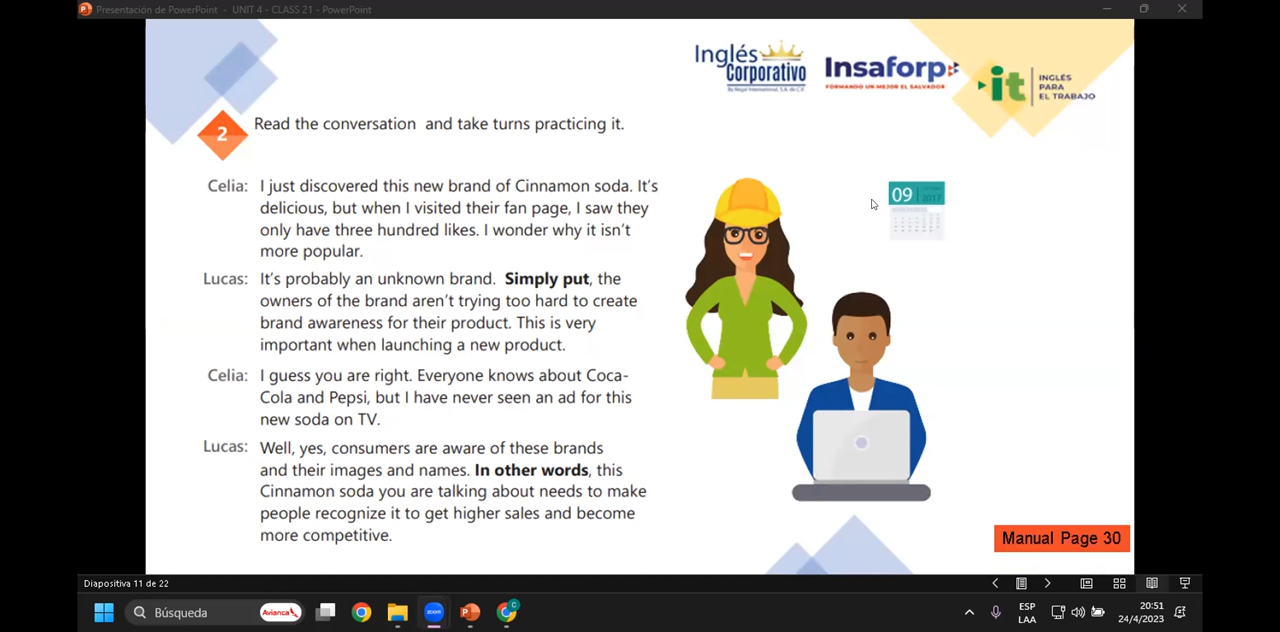 Presentación de PowerPoint - UNIT 4 - CLASS 21 - PowerPoint
Inglés
Corporativo
Insaforp
FORMANDO UN MEJOR EL SALVADOR
it
INGLÉS
PARA
EL TRABAJO
2
Read the conversation and take turns practicing it.
Celia: I just discovered this new brand of Cinnamon soda. It's
delicious, but when I visited their fan page, I saw they
only have three hundred likes. I wonder why it isn't
more popular.
Lucas: It's probably an unknown brand. Simply put, the
owners of the brand aren't trying too hard to create
brand awareness for their product. This is very
important when launching a new product.
Celia: I guess you are right. Everyone knows about Coca-
Cola and Pepsi, but I have never seen an ad for this
new soda on TV.
Lucas: Well, yes, consumers are aware of these brands
and their images and names. In other words, this
Cinnamon soda you are talking about needs to make
people recognize it to get higher sales and become
more competitive.
09
2017
Manual Page 30
Diapositiva 11 de 22
Búsqueda
Avianca
zoom
ESP
LAA
20:51
24/4/2023